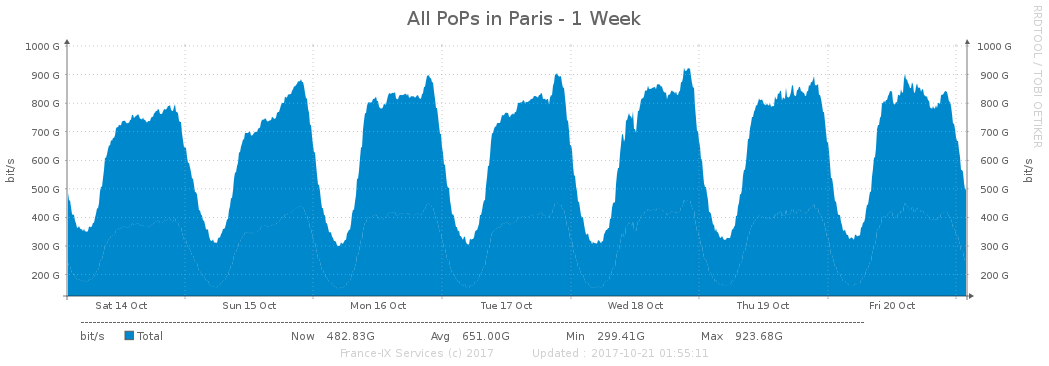 All PoPs in Paris - 1 Week
RRDTOOL / TOBI OETIKER
bit/s
1000 G
900 G
800 G
700 G
600 G
500 G
400 G
300 G
200 G
1000 G
900 G
800 G
700 G
600 G
500 G
400 G
300 G
200 G
bit/s
Sat 14 Oct Sun 15 Oct Mon 16 Oct Tue 17 Oct Wed 18 Oct Thu 19 Oct Fri 20 Oct
bit/s Total Now 482.83G Avg 651.00G Min 299.41G Max 923.68G
France-IX Services (c) 2017 Updated : 2017-10-21 01:55:11